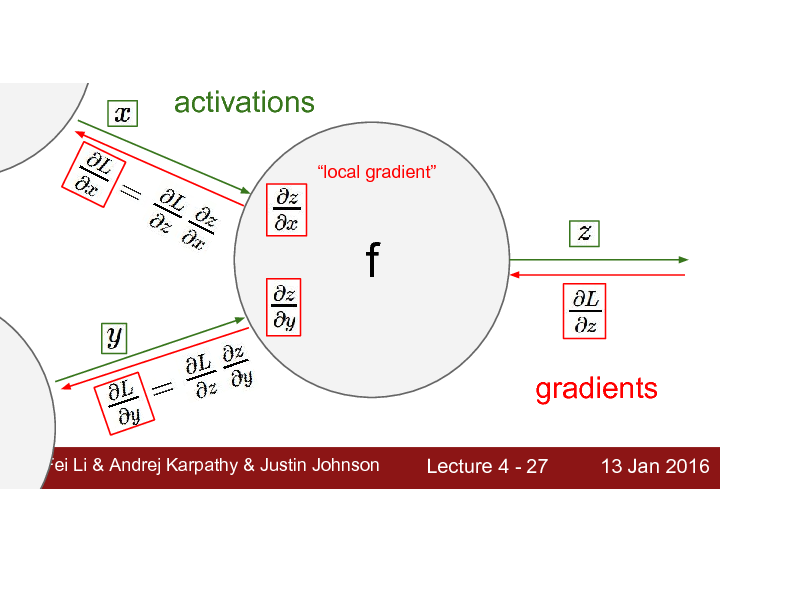 activations
x
“local gradient”
∂L/∂x = ∂L/∂z ∂z/∂x
∂z/∂x
f
z
∂z/∂y
∂L/∂z
y
∂L/∂y = ∂L/∂z ∂z/∂y
gradients
Fei Li & Andrej Karpathy & Justin Johnson
Lecture 4 - 27
13 Jan 2016